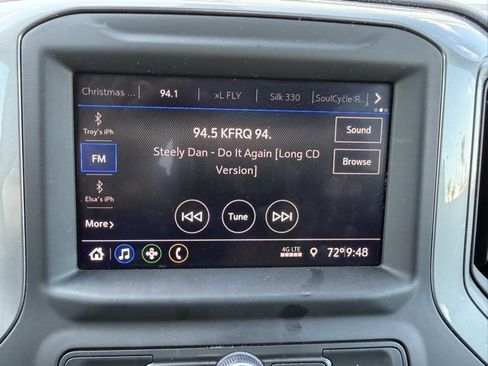 Christmas ... 94.1 xL FLY Silk 330 SoulCycle R...
Troy's iPh
94.5 KFRQ 94.
Sound
Steely Dan - Do It Again [Long CD
FM
Version]
Browse
Elsa's iPh
Tune
More
4G LTE
72° 9:48